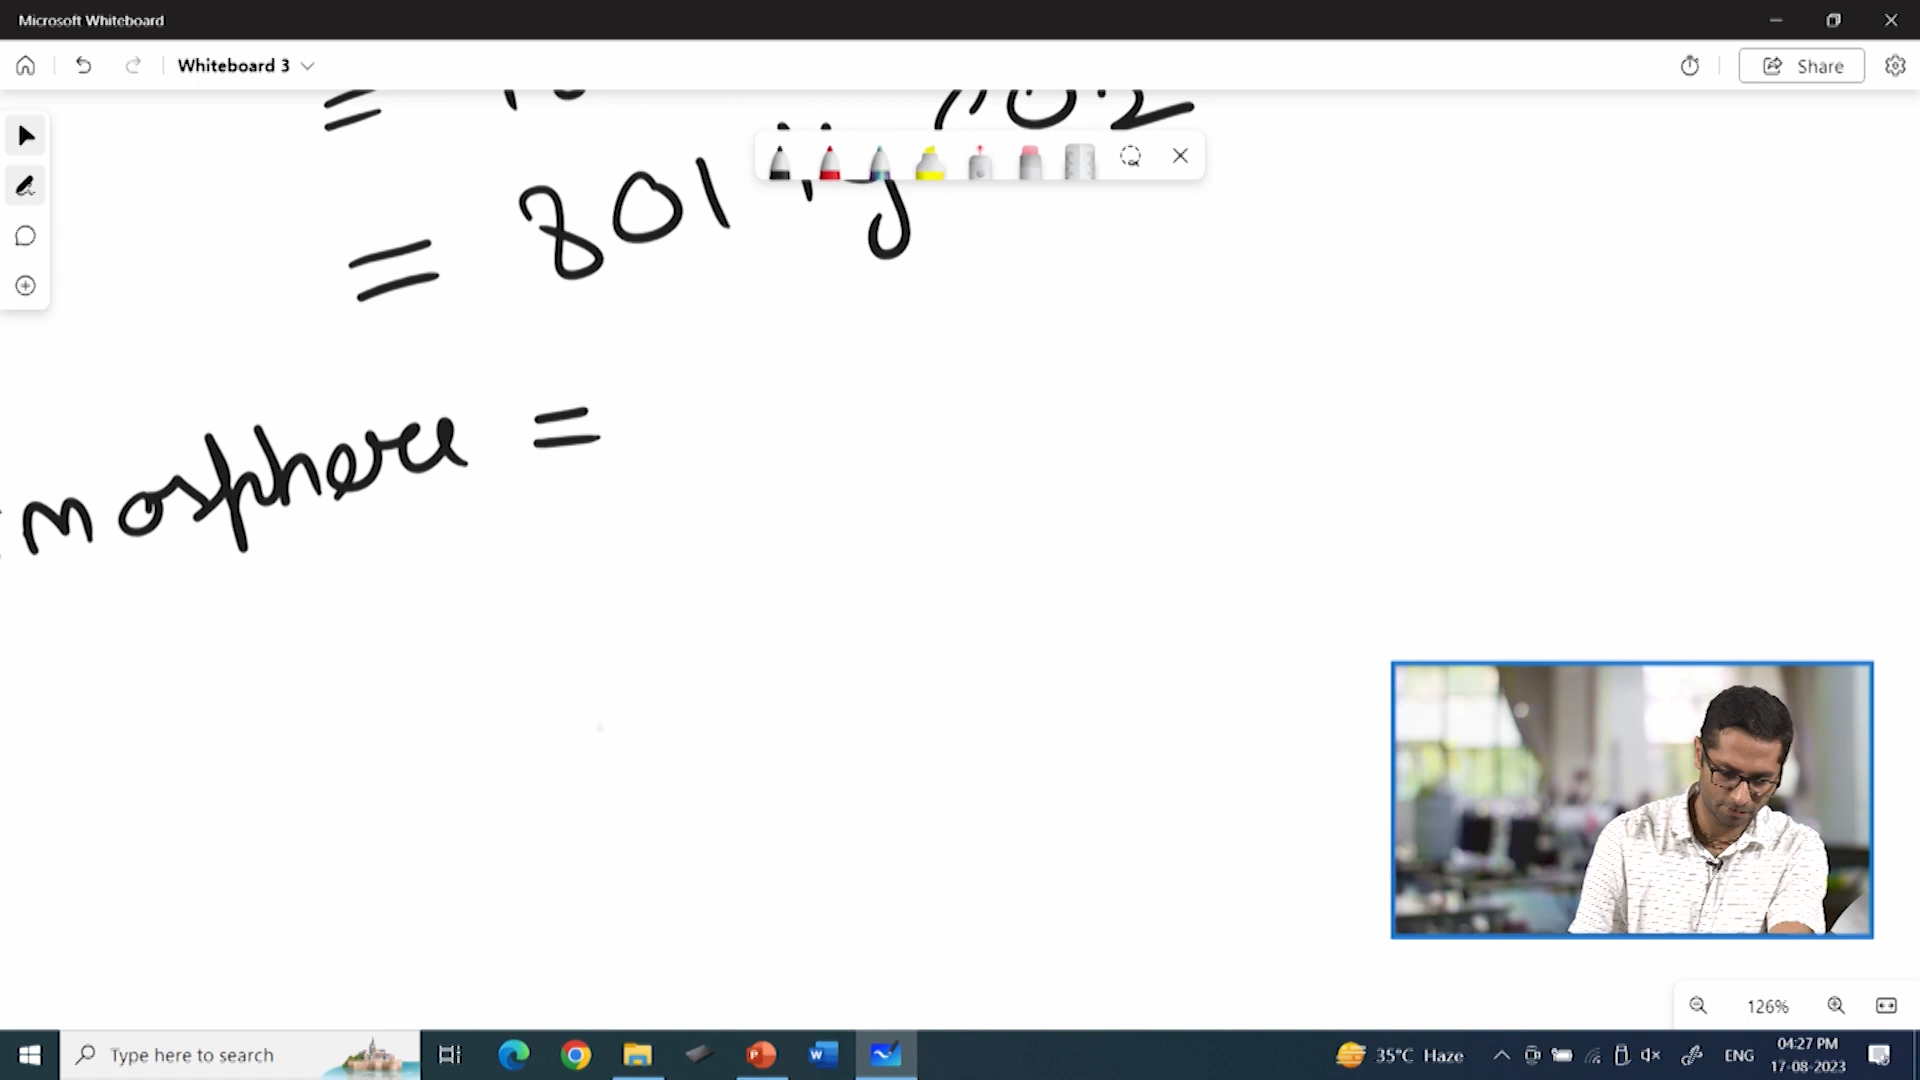 Microsoft Whiteboard
Whiteboard 3
Share
= 801 kg
mosphere =
126%
Type here to search
35°C Haze
ENG
04:27 PM
17-08-2023